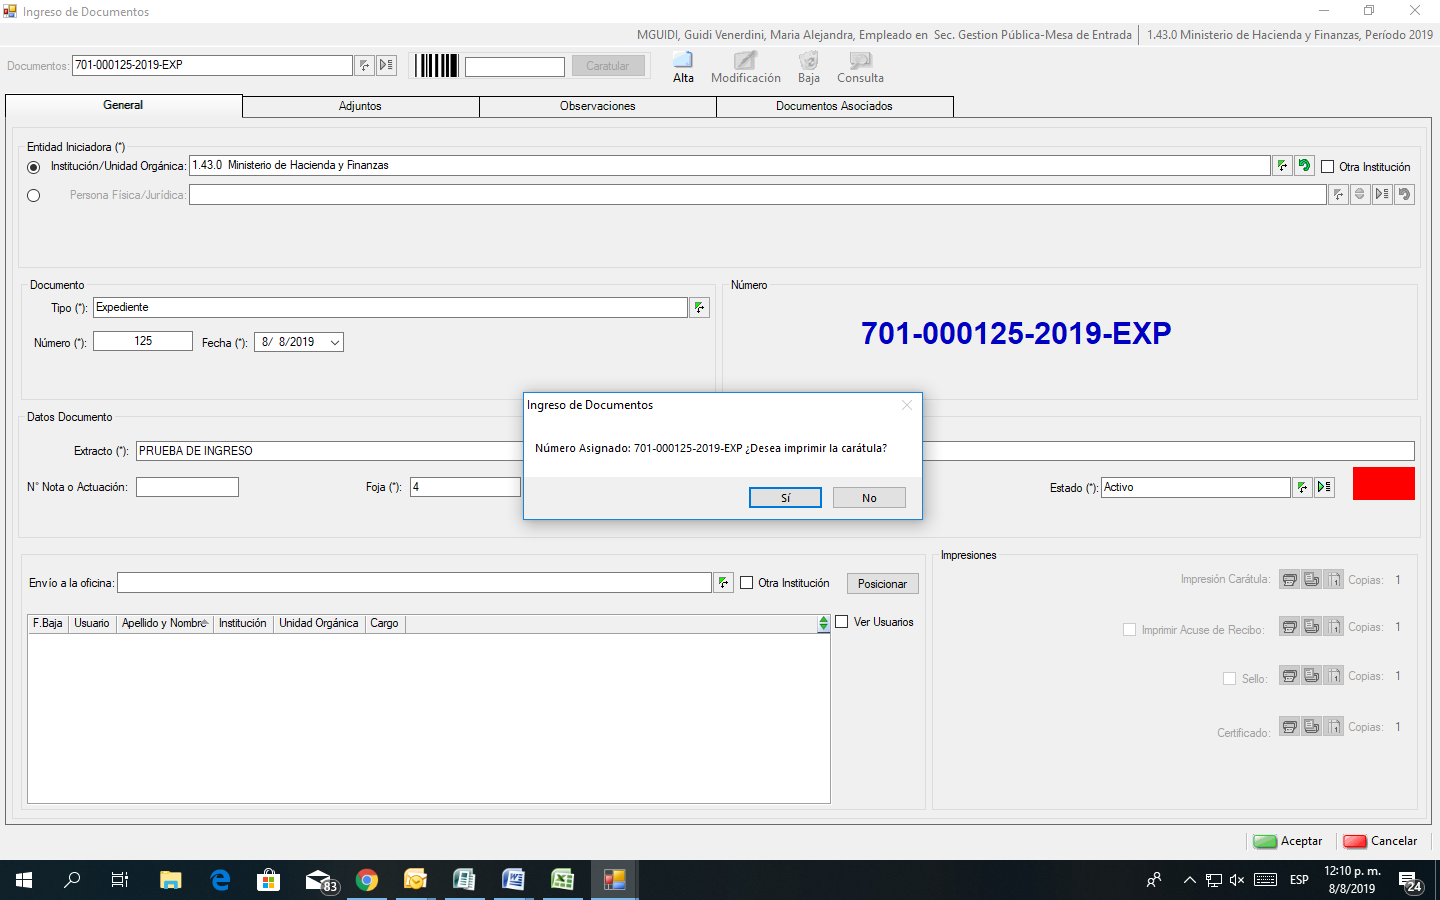 Ingreso de Documentos
MGUIDI, Guidi Venerdini, Maria Alejandra, Empleado en Sec. Gestion Pública-Mesa de Entrada 1.43.0 Ministerio de Hacienda y Finanzas, Período 2019
Documentos: 701-000125-2019-EXP Caratular Alta Modificación Baja Consulta
General Adjuntos Observaciones Documentos Asociados
Entidad Iniciadora (*)
Institución/Unidad Orgánica: 1.43.0 Ministerio de Hacienda y Finanzas Otra Institución
Persona Física/Jurídica:
Documento Número
Tipo (*): Expediente
701-000125-2019-EXP
Número (*): 125 Fecha (*): 8/ 8/2019
Ingreso de Documentos
Número Asignado: 701-000125-2019-EXP ¿Desea imprimir la carátula?
Sí No
Datos Documento
Extracto (*): PRUEBA DE INGRESO
N° Nota o Actuación: Foja (*): 4 Estado (*): Activo
Envío a la oficina: Otra Institución Posicionar
F.Baja Usuario Apellido y Nombre Institución Unidad Orgánica Cargo Ver Usuarios
Impresiones
Impresión Carátula: 1 Copias: 1
Imprimir Acuse de Recibo: 1 Copias: 1
Sello: 1 Copias: 1
Certificado: 1 Copias: 1
Aceptar Cancelar
83 ESP 12:10 p. m.
8/8/2019 24